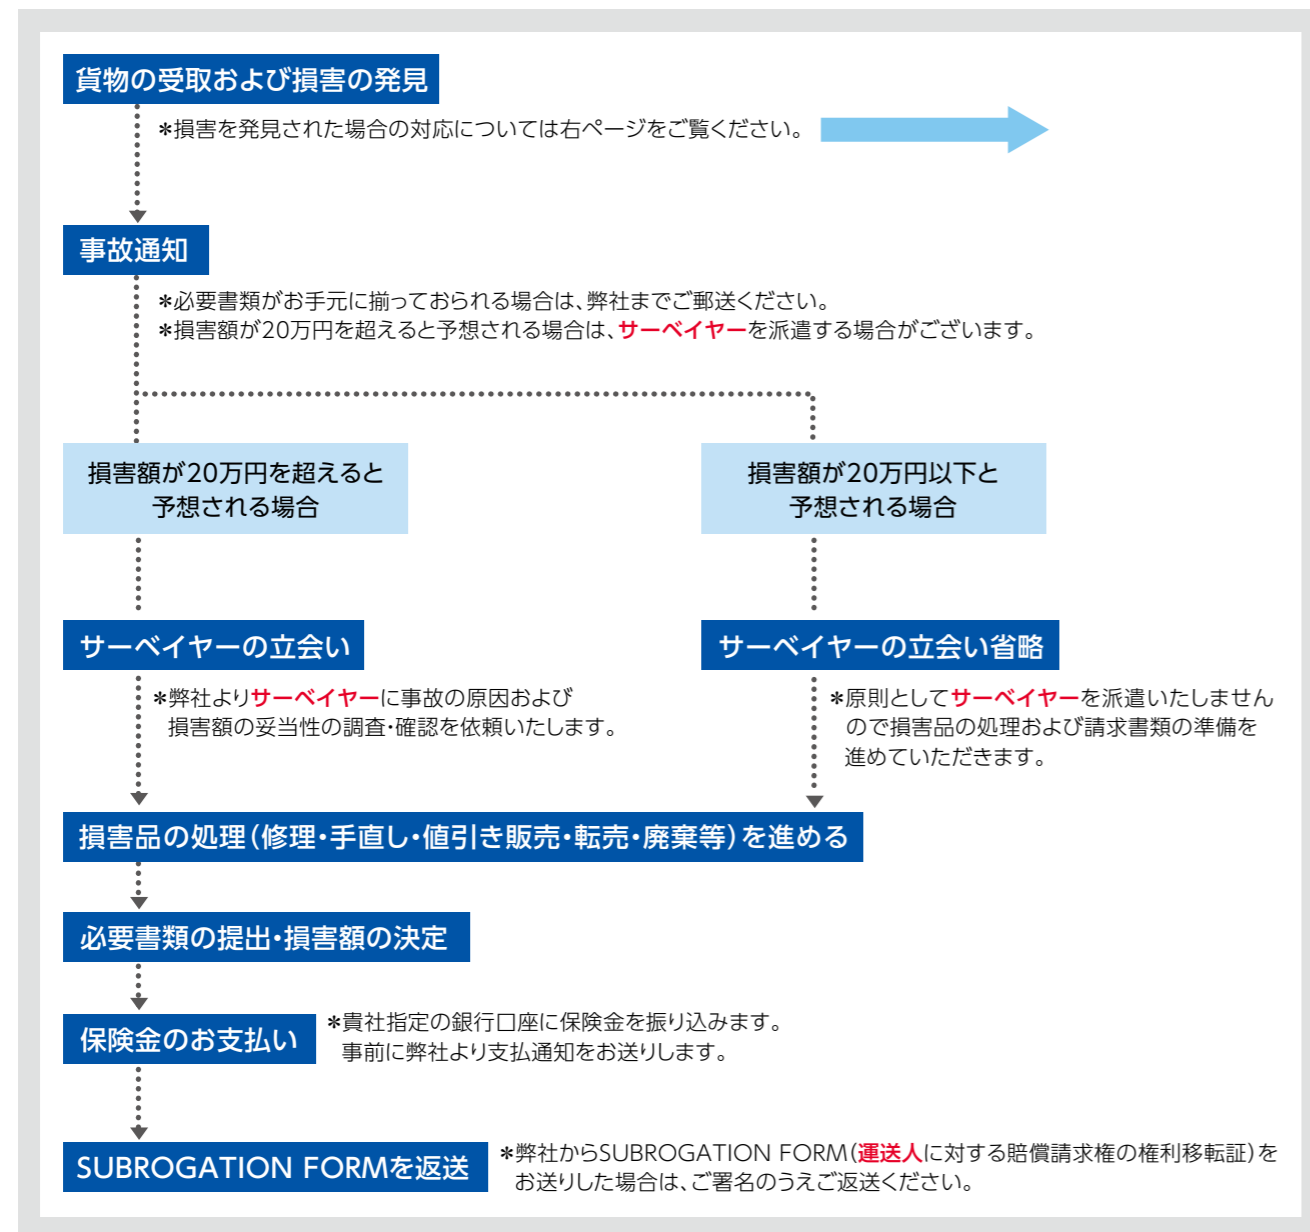 貨物の受取および損害の発見
*損害を発見された場合の対応については右ページをご覧ください。
事故通知
*必要書類がお手元に揃っておられる場合は、弊社までご郵送ください。
*損害額が20万円を超えると予想される場合は、サーベイヤーを派遣する場合がございます。
損害額が20万円を超えると
予想される場合
損害額が20万円以下と
予想される場合
サーベイヤーの立会い
*弊社よりサーベイヤーに事故の原因および
損害額の妥当性の調査・確認を依頼いたします。
サーベイヤーの立会い省略
*原則としてサーベイヤーを派遣いたしません
ので損害品の処理および請求書類の準備を
進めていただきます。
損害品の処理(修理・手直し・値引き販売・転売・廃棄等)を進める
必要書類の提出・損害額の決定
保険金のお支払い
*貴社指定の銀行口座に保険金を振り込みます。
事前に弊社より支払通知をお送りします。
SUBROGATION FORMを返送
*弊社からSUBROGATION FORM(運送人に対する賠償請求権の権利移転証)を
お送りした場合は、ご署名のうえご返送ください。